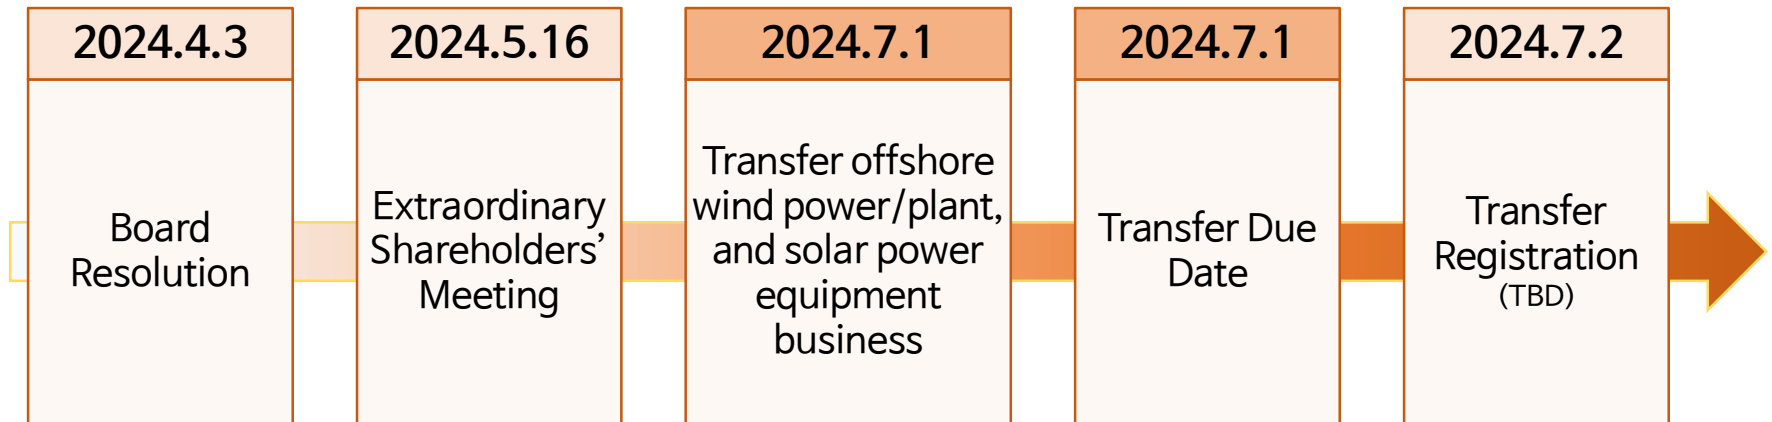 2024.4.3
Board
Resolution
2024.5.16
Extraordinary
Shareholders’
Meeting
2024.7.1
Transfer offshore
wind power/plant,
and solar power
equipment
business
2024.7.1
Transfer Due
Date
2024.7.2
Transfer
Registration
(TBD)